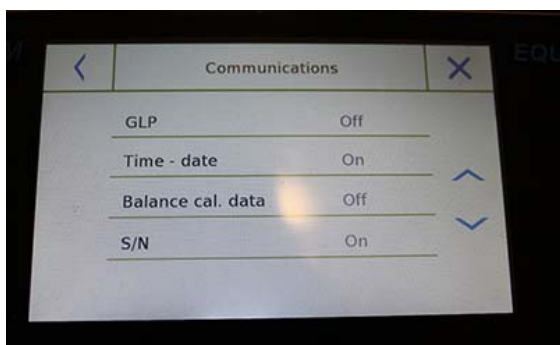 Communications
GLP Off
Time - date On
Balance cal. data Off
S/N On